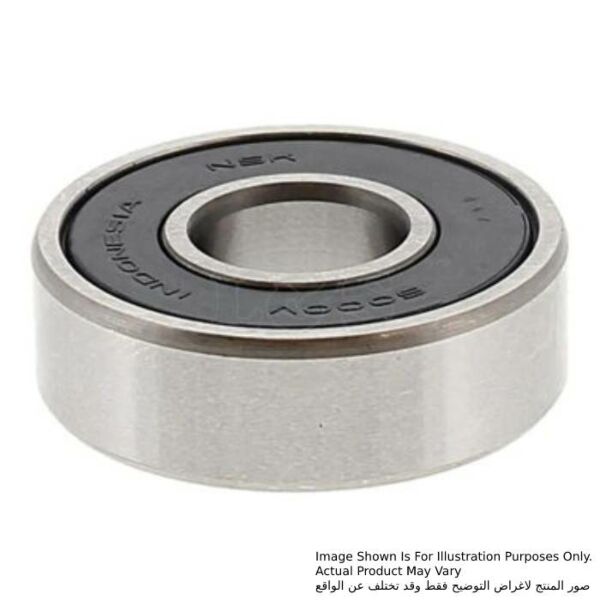 NSK
INDONESIA
6000V
Image Shown Is For Illustration Purposes Only.
Actual Product May Vary
صور المنتج لاغراض التوضيح فقط وقد تختلف عن الواقع